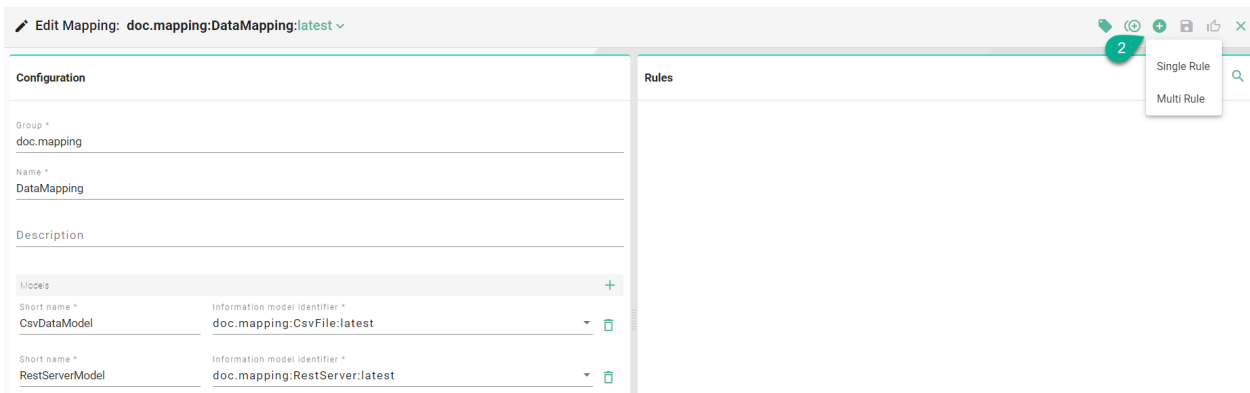 Edit Mapping: doc.mapping:DataMapping:latest
2
Single Rule
Multi Rule
Configuration
Group *
doc.mapping
Name *
DataMapping
Description
Models
Short name *
Information model identifier *
CsvDataModel
doc.mapping:CsvFile:latest
Short name *
Information model identifier *
RestServerModel
doc.mapping:RestServer:latest
Rules